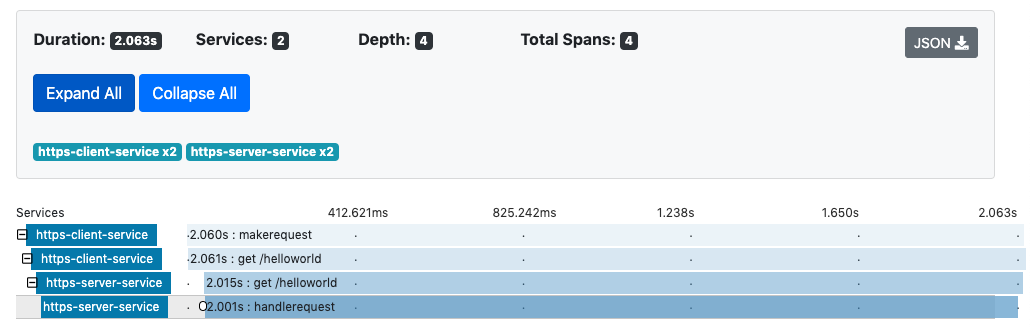 Duration: 2.063s Services: 2 Depth: 4 Total Spans: 4 JSON
Expand All Collapse All
https-client-service x2 https-server-service x2
Services 412.621ms 825.242ms 1.238s 1.650s 2.063s
https-client-service 2.060s : makerequest
https-client-service 2.061s : get /helloworld
https-server-service 2.015s : get /helloworld
https-server-service 2.001s : handlerequest